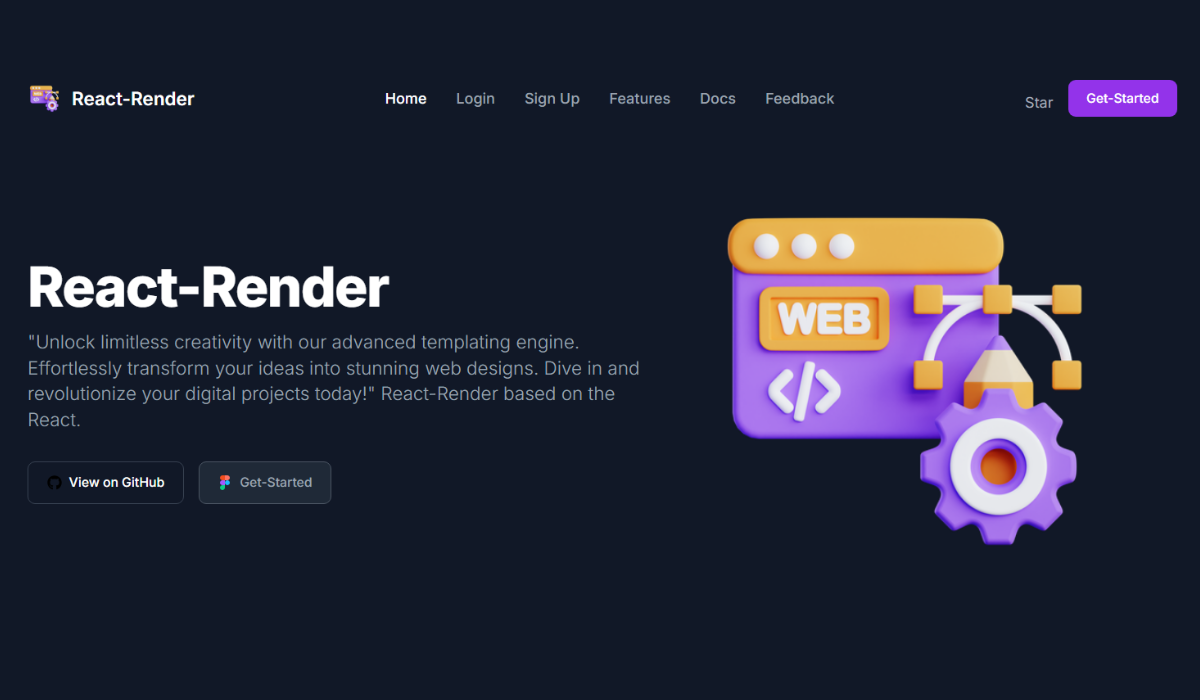 React-Render
Home Login Sign Up Features Docs Feedback
Star Get-Started
WEB
</>
React-Render
"Unlock limitless creativity with our advanced templating engine.
Effortlessly transform your ideas into stunning web designs. Dive in and
revolutionize your digital projects today!" React-Render based on the
React.
View on GitHub Get-Started